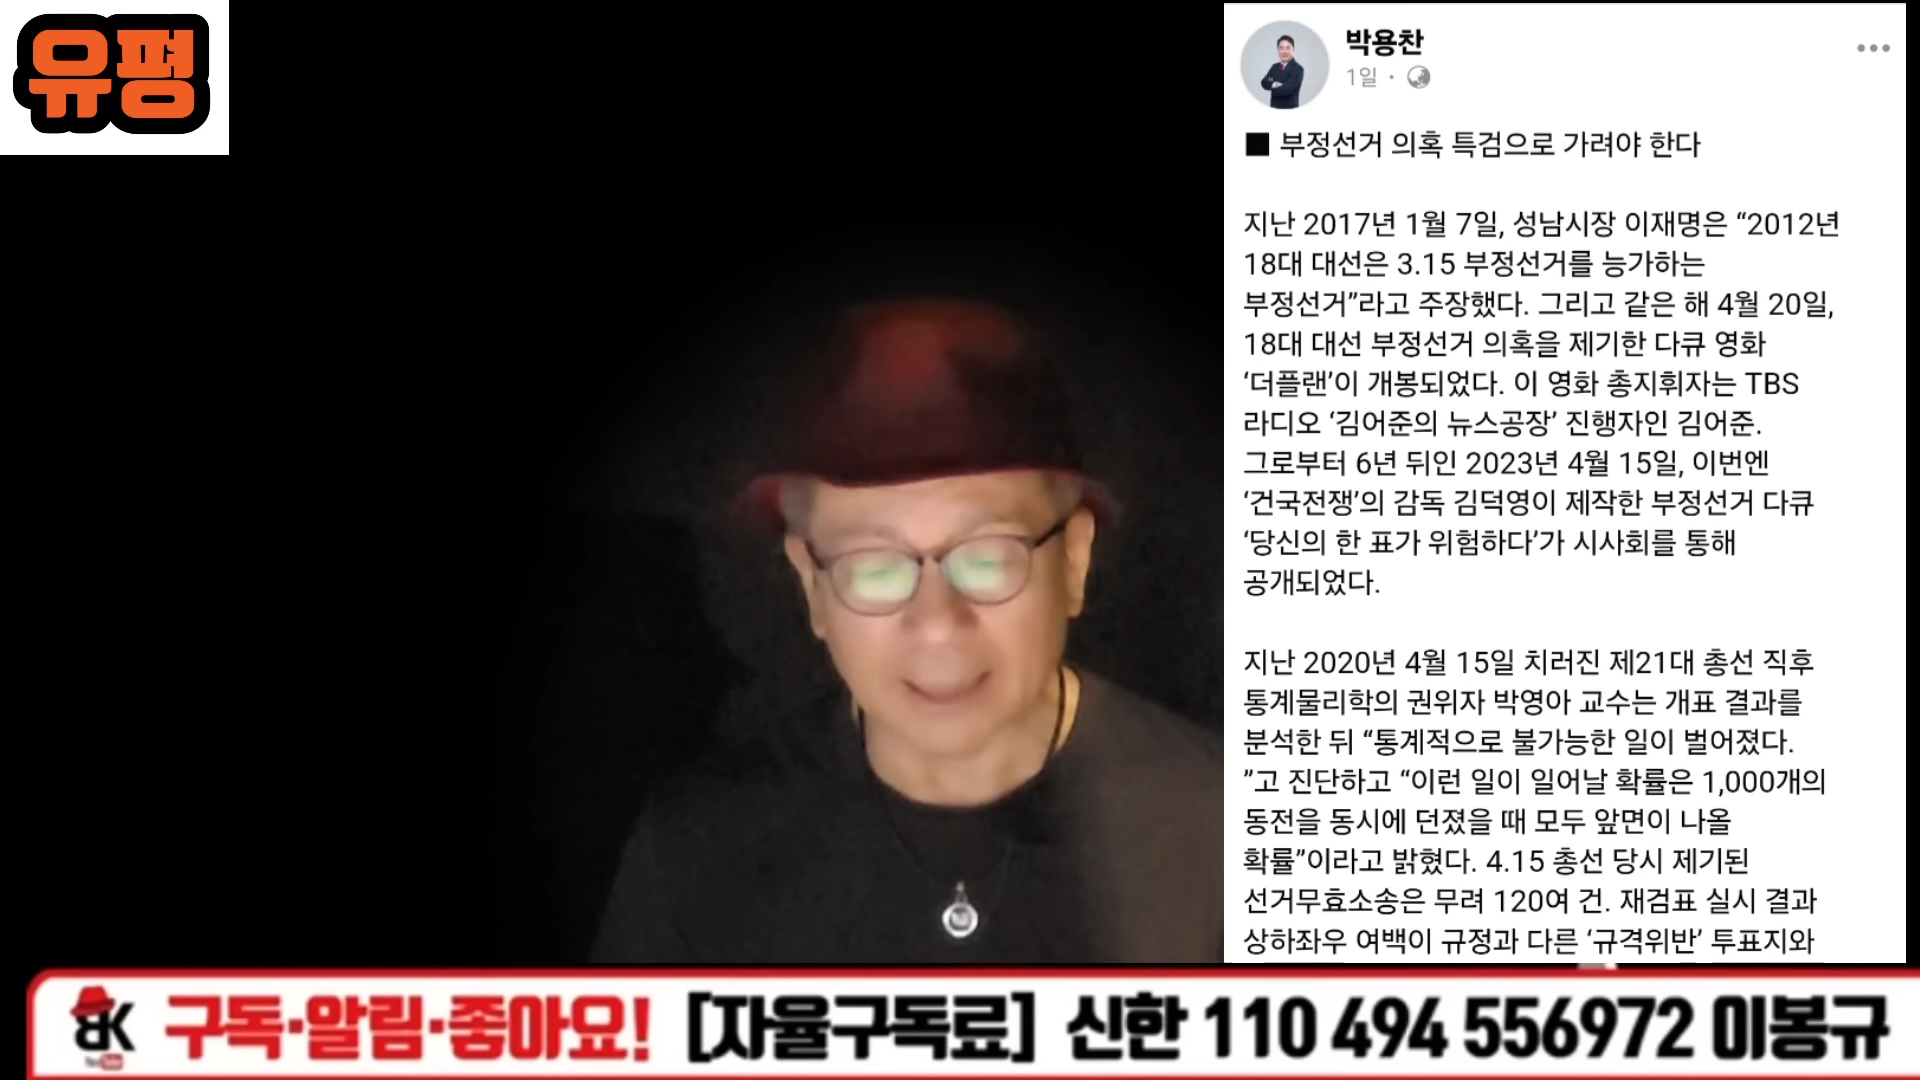 유평
박용찬
1일 ·
■ 부정선거 의혹 특검으로 가려야 한다
지난 2017년 1월 7일, 성남시장 이재명은 “2012년
18대 대선은 3.15 부정선거를 능가하는
부정선거”라고 주장했다. 그리고 같은 해 4월 20일,
18대 대선 부정선거 의혹을 제기한 다큐 영화
‘더플랜’이 개봉되었다. 이 영화 총지휘자는 TBS
라디오 ‘김어준의 뉴스공장’ 진행자인 김어준.
그로부터 6년 뒤인 2023년 4월 15일, 이번엔
‘건국전쟁’의 감독 김덕영이 제작한 부정선거 다큐
‘당신의 한 표가 위험하다’가 시사회를 통해
공개되었다.
지난 2020년 4월 15일 치러진 제21대 총선 직후
통계물리학의 권위자 박영아 교수는 개표 결과를
분석한 뒤 “통계적으로 불가능한 일이 벌어졌다.
”고 진단하고 “이런 일이 일어날 확률은 1,000개의
동전을 동시에 던졌을 때 모두 앞면이 나올
확률”이라고 밝혔다. 4.15 총선 당시 제기된
선거무효소송은 무려 120여 건. 재검표 실시 결과
상하좌우 여백이 규정과 다른 ‘규격위반’ 투표지와
BK YouTube 구독·알림·좋아요! [자율구독료] 신한 110 494 556972 이봉규